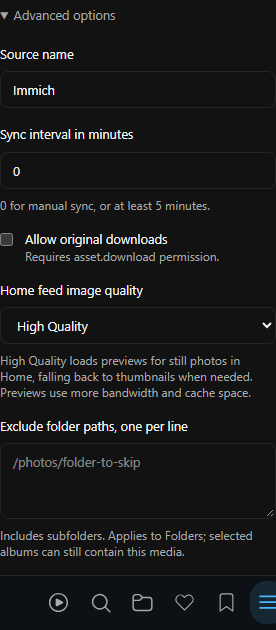 Advanced options
Source name
Immich
Sync interval in minutes
0
0 for manual sync, or at least 5 minutes.
Allow original downloads
Requires asset.download permission.
Home feed image quality
High Quality
High Quality loads previews for still photos in
Home, falling back to thumbnails when needed.
Previews use more bandwidth and cache space.
Exclude folder paths, one per line
/photos/folder-to-skip
Includes subfolders. Applies to Folders; selected
albums can still contain this media.